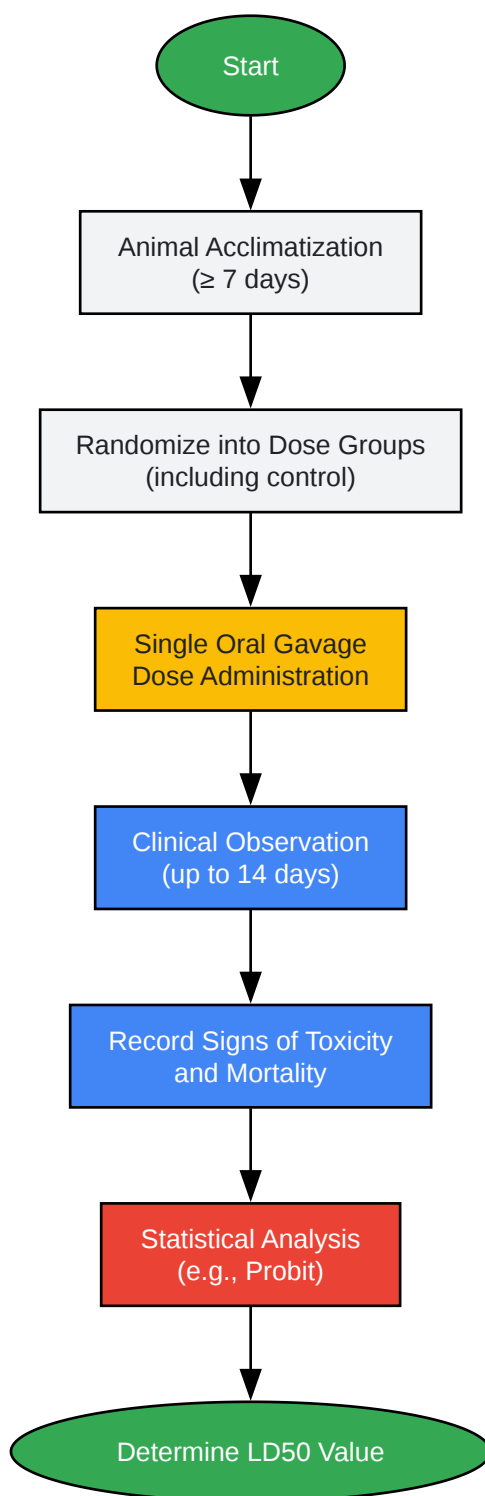 Start
Animal Acclimatization
(≥ 7 days)
Randomize into Dose Groups
(including control)
Single Oral Gavage
Dose Administration
Clinical Observation
(up to 14 days)
Record Signs of Toxicity
and Mortality
Statistical Analysis
(e.g., Probit)
Determine LD50 Value